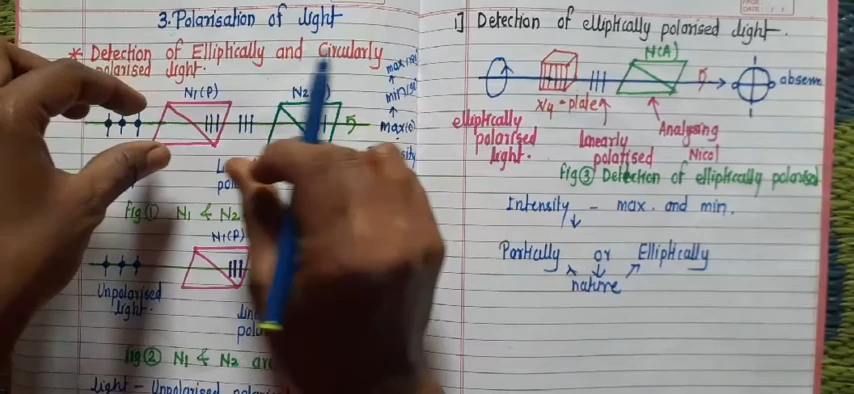 3. Polarisation of light
* Detection of Elliptically and Circularly
polarised light.
N1(P)
N2
max
min
max
Fig ① N1 & N2
N1(P)
Unpolarised
light.
Fig ② N1 & N2 are
light - Unpolarised
1] Detection of elliptically polarised light.
N(A)
observe
λ/4 - plate
elliptically
polarised
light.
Linearly
polarised
Analysing
Nicol
Fig ③ Detection of elliptically polarised
Intensity - max. and min.
Partially or Elliptically
nature